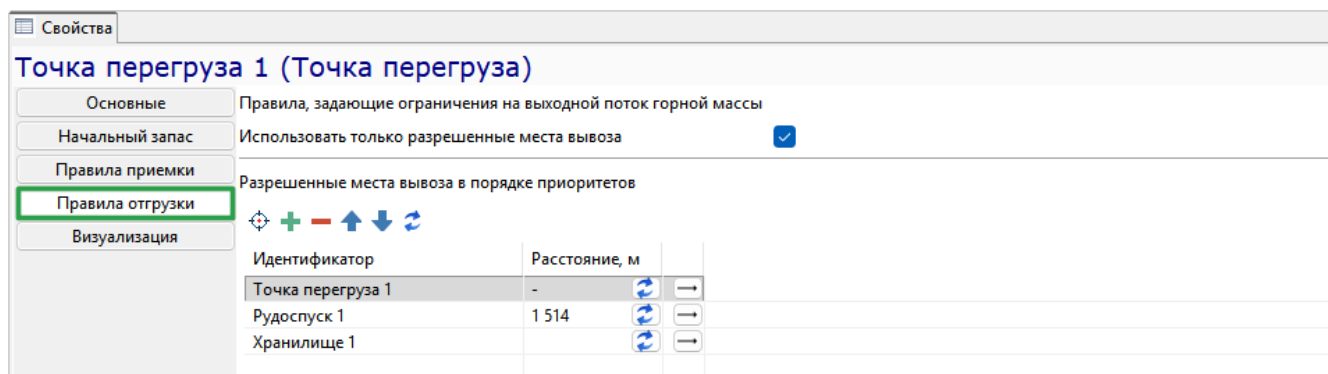 Свойства
Точка перегруза 1 (Точка перегруза)
Основные
Начальный запас
Правила приемки
Правила отгрузки
Визуализация
Правила, задающие ограничения на выходной поток горной массы
Использовать только разрешенные места вывоза
Разрешенные места вывоза в порядке приоритетов
Идентификатор Расстояние, м
Точка перегруза 1 -
Рудоспуск 1 1 514
Хранилище 1